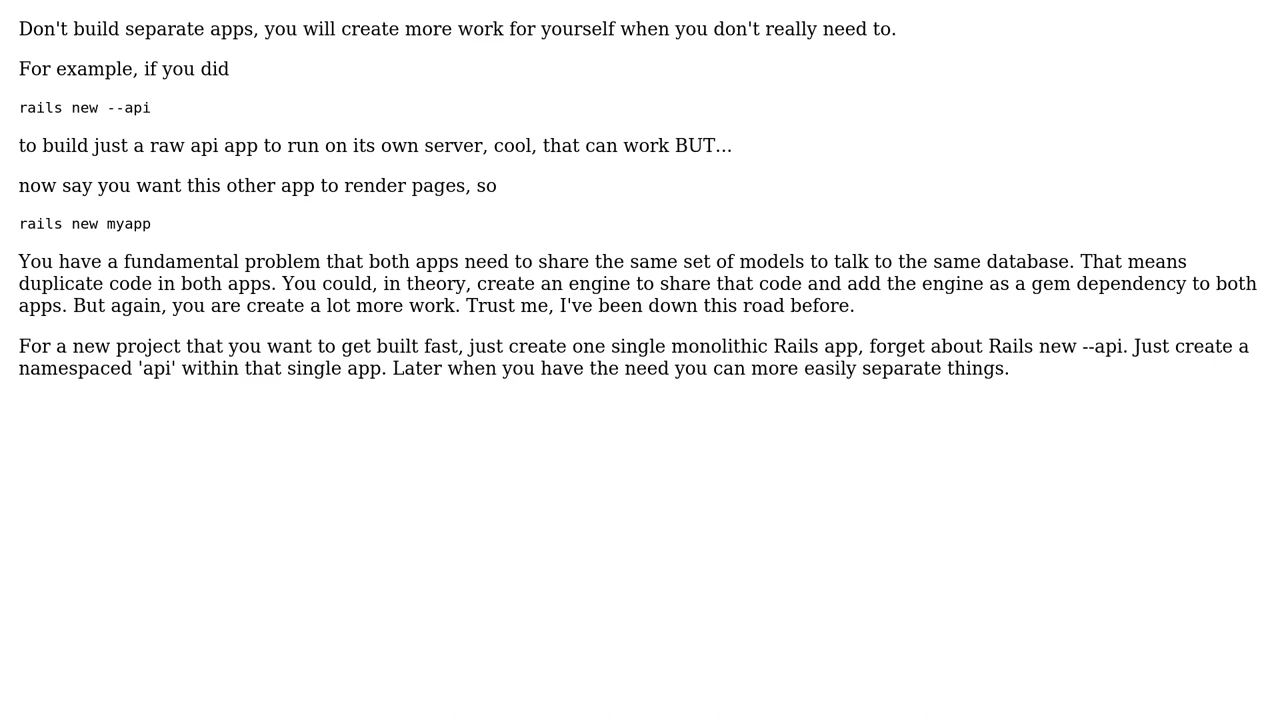 Don't build separate apps, you will create more work for yourself when you don't really need to.
For example, if you did
rails new --api
to build just a raw api app to run on its own server, cool, that can work BUT...
now say you want this other app to render pages, so
rails new myapp
You have a fundamental problem that both apps need to share the same set of models to talk to the same database. That means
duplicate code in both apps. You could, in theory, create an engine to share that code and add the engine as a gem dependency to both
apps. But again, you are create a lot more work. Trust me, I've been down this road before.
For a new project that you want to get built fast, just create one single monolithic Rails app, forget about Rails new --api. Just create a
namespaced 'api' within that single app. Later when you have the need you can more easily separate things.